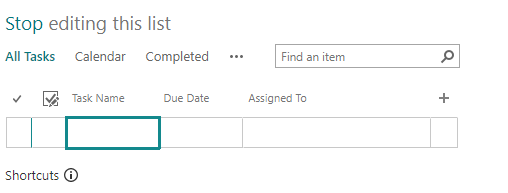 Stop editing this list
All Tasks Calendar Completed ••• Find an item
Task Name Due Date Assigned To +
Shortcuts